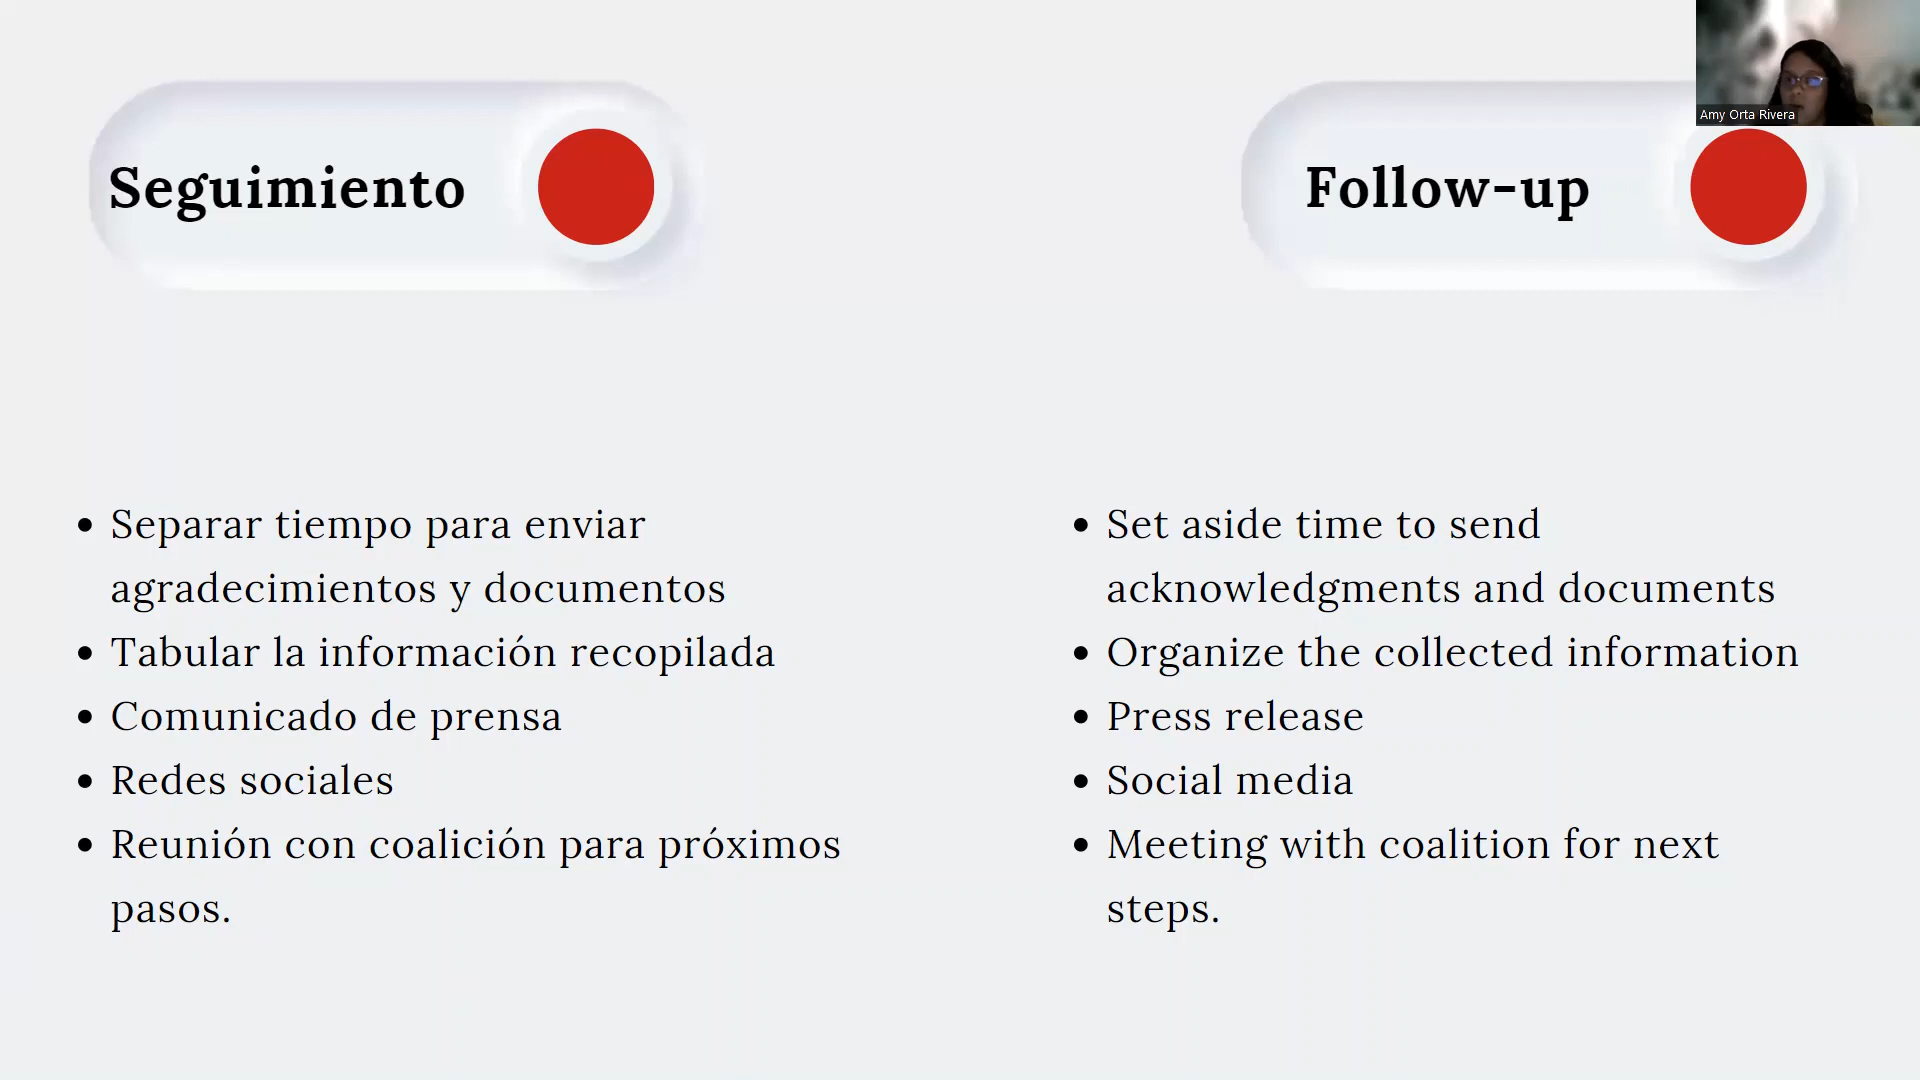 Seguimiento
Separar tiempo para enviar
agradecimientos y documentos
Tabular la información recopilada
Comunicado de prensa
Redes sociales
Reunión con coalición para próximos
pasos.
Follow-up
Set aside time to send
acknowledgments and documents
Organize the collected information
Press release
Social media
Meeting with coalition for next
steps.
Amy Orta Rivera